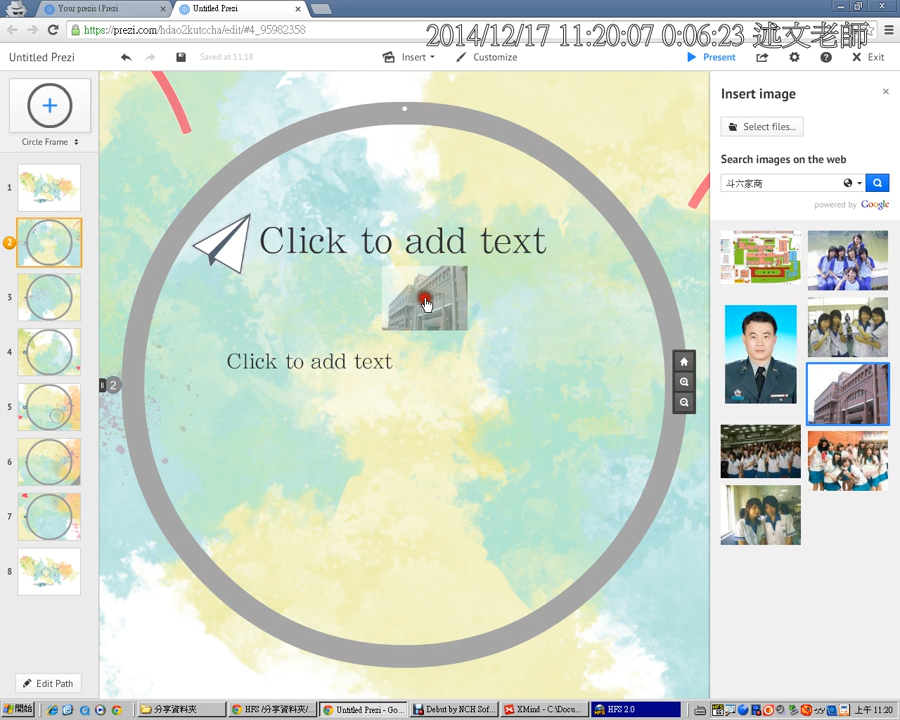 Your prezis | Prezi
Untitled Prezi
https://prezi.com/hdao2kutccha/edit/#4_95982358
2014/12/17 11:20:07 0:06:23 述文老師
Untitled Prezi
Saved at 11:18
Insert
Customize
Present
Exit
Circle Frame
1
2
3
4
5
6
7
8
Edit Path
Click to add text
Click to add text
2
Insert image
Select files...
Search images on the web
斗六家商
powered by Google
開始
分享資料夾
HFS /分享資料夾/...
Untitled Prezi - Go...
Debut by NCH Sof...
XMind - C:\Docu...
HFS 2.0
上午 11:20